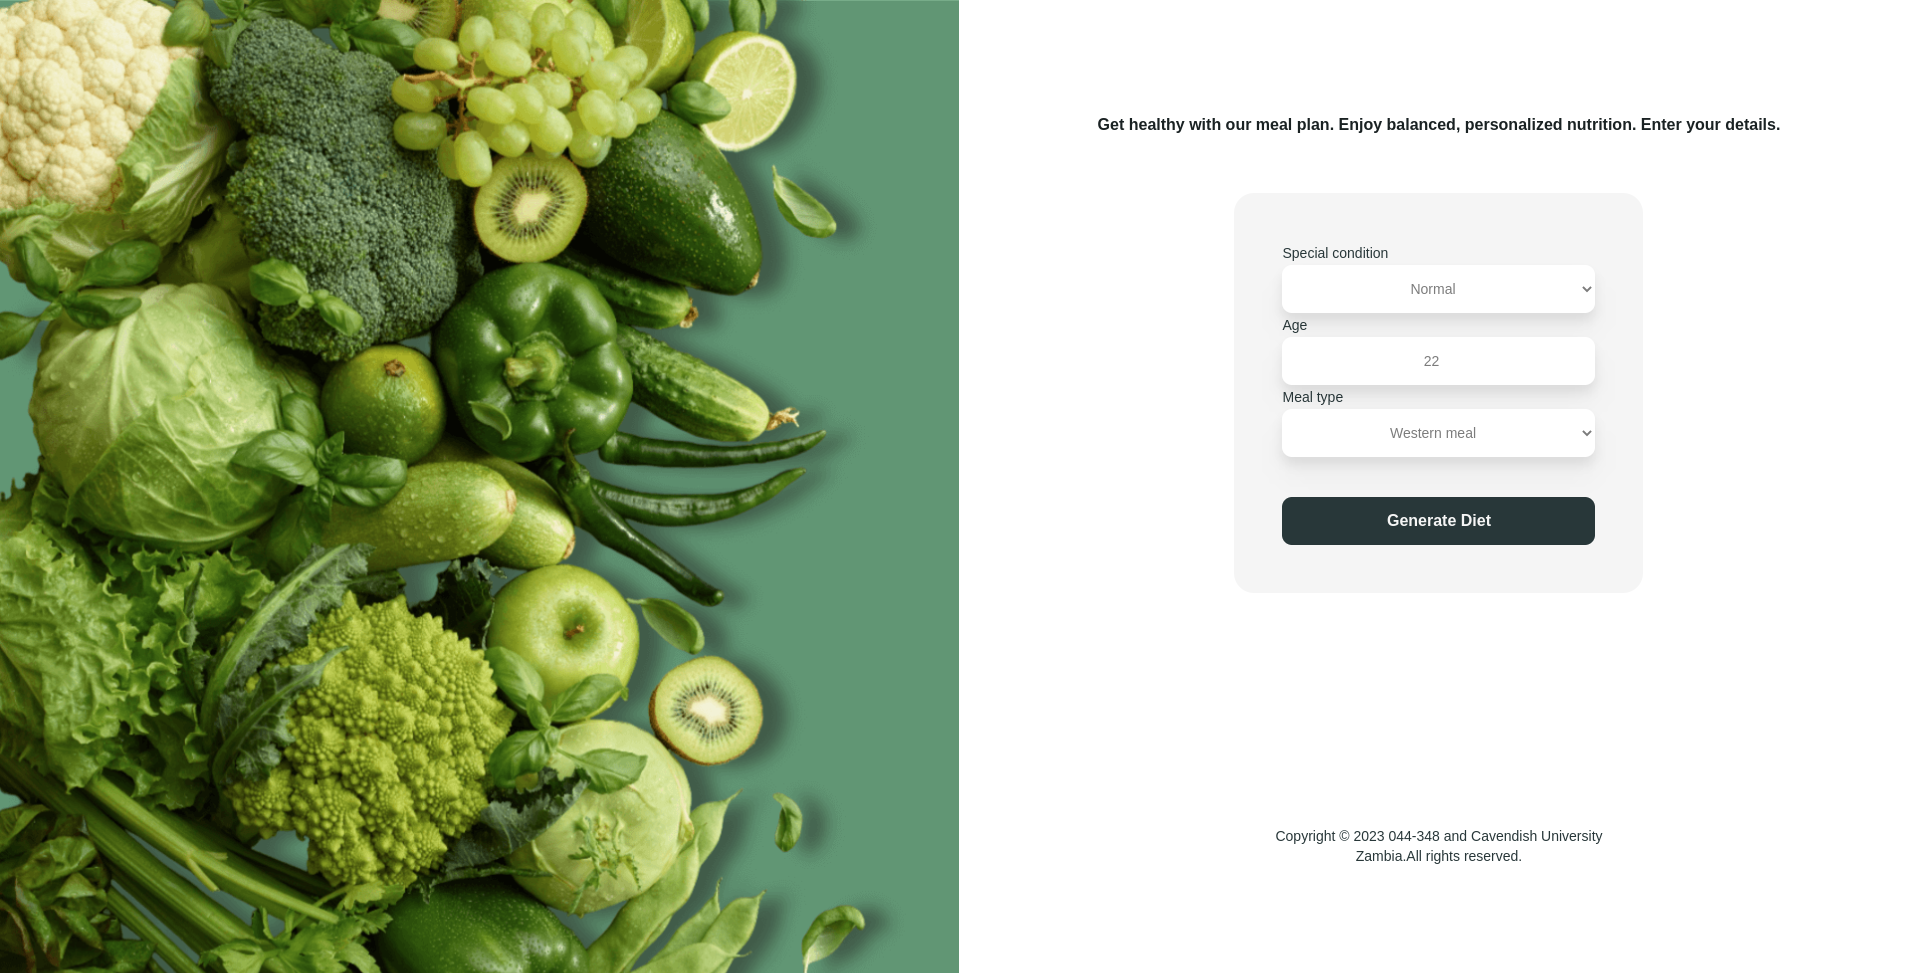 Get healthy with our meal plan. Enjoy balanced, personalized nutrition. Enter your details.
Special condition
Normal
Age
22
Meal type
Western meal
Generate Diet
Copyright © 2023 044-348 and Cavendish University
Zambia.All rights reserved.